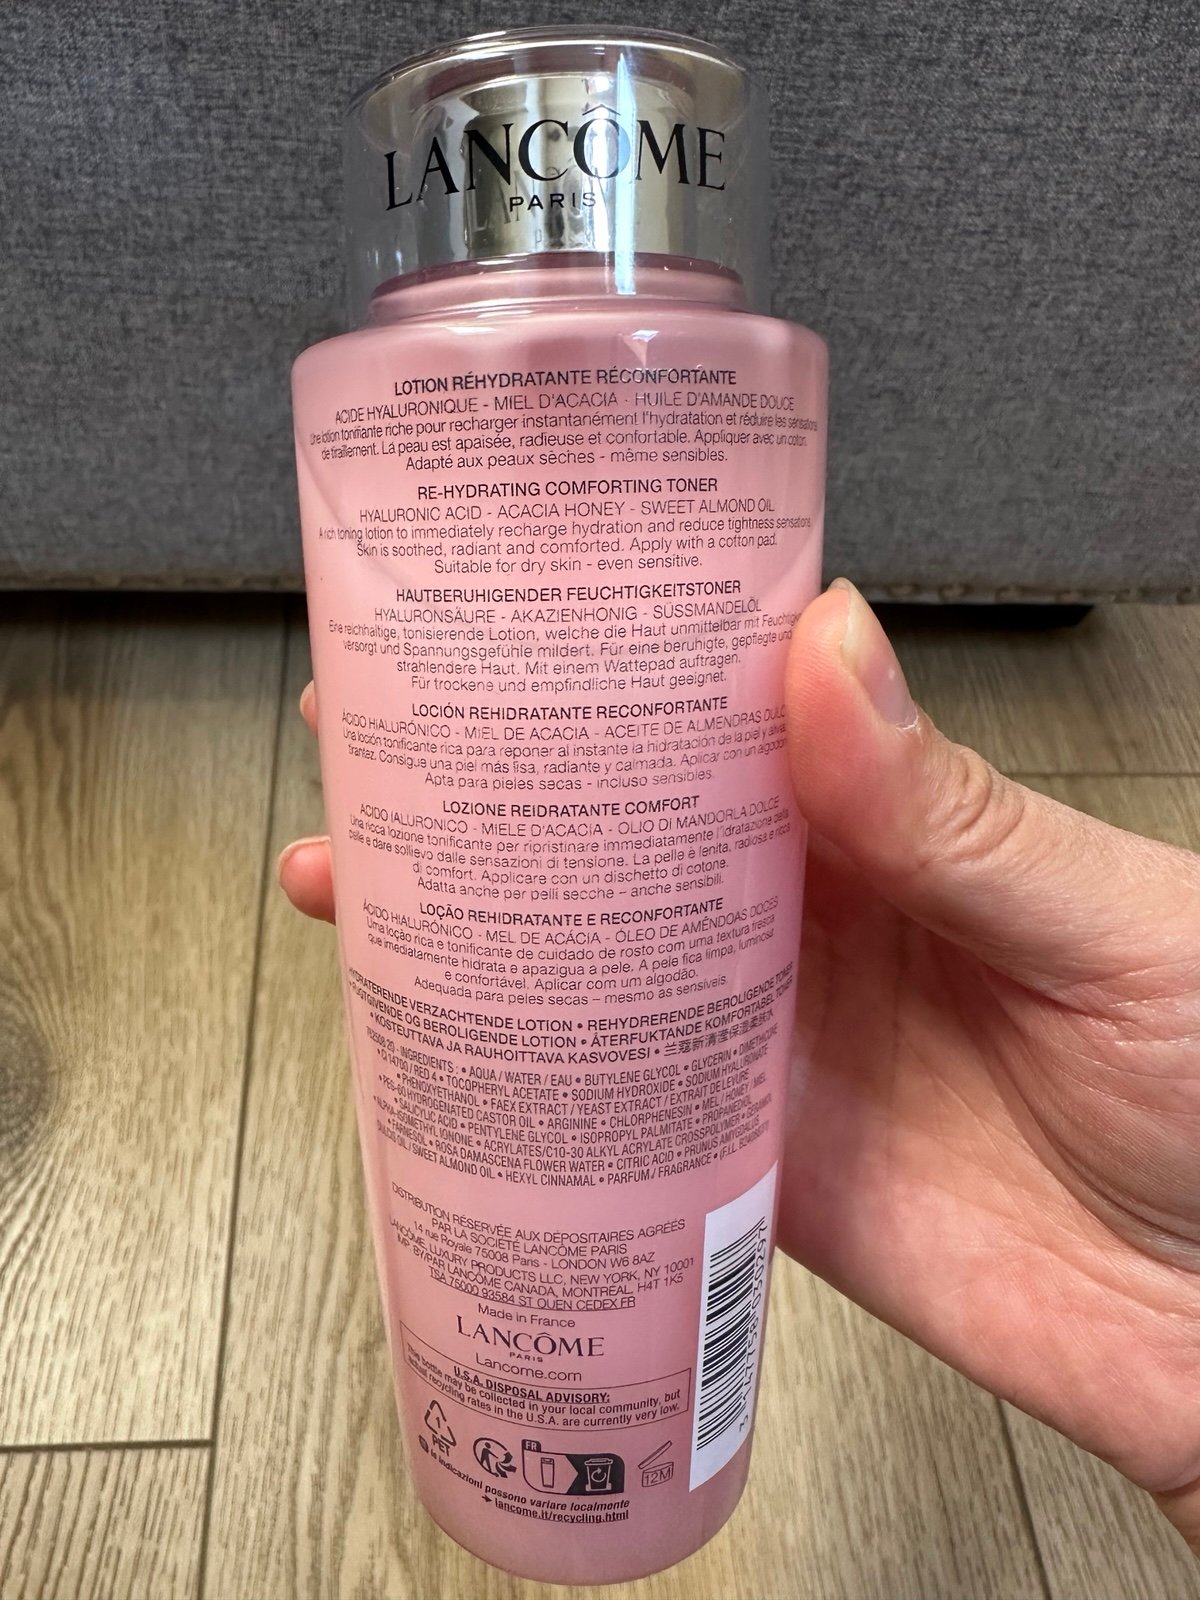 LANCÔME
PARIS
LOTION RÉHYDRATANTE RÉCONFORTANTE
ACIDE HYALURONIQUE - MIEL D'ACACIA - HUILE D'AMANDE DOUCE
Une lotion tonifiante riche pour recharger instantanément l'hydratation et réduire les sensations
de tiraillement. La peau est apaisée, radieuse et confortable. Appliquer avec un coton.
Adapté aux peaux sèches - même sensibles.
RE-HYDRATING COMFORTING TONER
HYALURONIC ACID - ACACIA HONEY - SWEET ALMOND OIL
A rich toning lotion to immediately recharge hydration and reduce tightness sensations.
Skin is soothed, radiant and comforted. Apply with a cotton pad.
Suitable for dry skin - even sensitive.
HAUTBERUHIGENDER FEUCHTIGKEITSTONER
HYALURONSÄURE - AKAZIENHONIG - SÜSSMANDELÖL
Eine reichhaltige, tonisierende Lotion, welche die Haut unmittelbar mit
versorgt und Spannungsgefühle mildert. Für eine beruhigte, gepflegte und
strahlendere Haut. Mit einem Wattepad auftragen.
Für trockene und empfindliche Haut geeignet.
LOCIÓN REHIDRATANTE RECONFORTANTE
ÁCIDO HIALURÓNICO - MIEL DE ACACIA - ACEITE DE ALMENDRAS
Una loción tonificante rica para reponer al instante la hidratación de la piel y
tirantez. Consigue una piel más lisa, radiante y calmada. Aplicar con un algodón
Apta para pieles secas - incluso sensibles.
LOZIONE REIDRATANTE COMFORT
ACIDO IALURONICO - MIELE D'ACACIA - OLIO DI MANDORLA DOLCE
Una ricca lozione tonificante per ripristinare immediatamente l'idratazione della
pelle e dare sollievo dalle sensazioni di tensione. La pelle è lenita, radiosa e ricca
di comfort. Applicare con un dischetto di cotone.
Adatta anche per pelli secche – anche sensibili.
LOÇÃO REHIDRATANTE E RECONFORTANTE
ÁCIDO HIALURÓNICO - MEL DE ACÁCIA - ÓLEO DE AMÊNDOAS DOCES
Uma loção rica e tonificante de cuidado de rosto com uma textura fresca
que imediatamente hidrata e apazigua a pele. A pele fica limpa, luminosa
e confortável. Aplicar com um algodão.
Adequada para peles secas – mesmo as sensíveis.
HYDRATERENDE VERZACHTENDE LOTION • REHYDRERENDE BEROLIGENDE TONER
• FUGTGIVENDE OG BEROLIGENDE LOTION • ÅTERFUKTANDE KOMFORTABEL TONER
• KOSTEUTTAVA JA RAUHOITTAVA KASVOVESI • 兰蔻新清滢保湿柔肤水
762508 20 - INGREDIENTS : • AQUA / WATER / EAU • BUTYLENE GLYCOL • GLYCERIN • DIMETHICONE
• CI 14700 / RED 4 • TOCOPHERYL ACETATE • SODIUM HYDROXIDE • SODIUM HYALURONATE
• PHENOXYETHANOL • FAEX EXTRACT / YEAST EXTRACT / EXTRAIT DE LEVURE
• PEG-60 HYDROGENATED CASTOR OIL • ARGININE • CHLORPHENESIN • MEL / HONEY / MIEL
• SALICYLIC ACID • PENTYLENE GLYCOL • ISOPROPYL PALMITATE • PROPANEDIOL
• ALPHA-ISOMETHYL IONONE • ACRYLATES/C10-30 ALKYL ACRYLATE CROSSPOLYMER • GERANIOL
• FARNESOL • ROSA DAMASCENA FLOWER WATER • CITRIC ACID • PRUNUS AMYGDALUS
DULCIS OIL / SWEET ALMOND OIL • HEXYL CINNAMAL • PARFUM / FRAGRANCE • (F.I.L.
DISTRIBUTION RÉSERVÉE AUX DÉPOSITAIRES AGRÉÉS
PAR LA SOCIÉTÉ LANCÔME PARIS
14 rue Royale 75008 Paris - LONDON W6 8AZ
LANCÔME, LUXURY PRODUCTS LLC, NEW YORK, NY 10001
IMP. BY/PAR LANCÔME CANADA, MONTRÉAL, H4T 1K5
TSA 75000 93584 ST OUEN CEDEX FR
Made in France
LANCÔME
PARIS
Lancome.com
U.S.A. DISPOSAL ADVISORY:
This bottle may be collected in your local community, but
actual recycling rates in the U.S.A. are currently very low.
1
PET
FR
12M
le indicazioni possono variare localmente
lancome.it/recycling.html